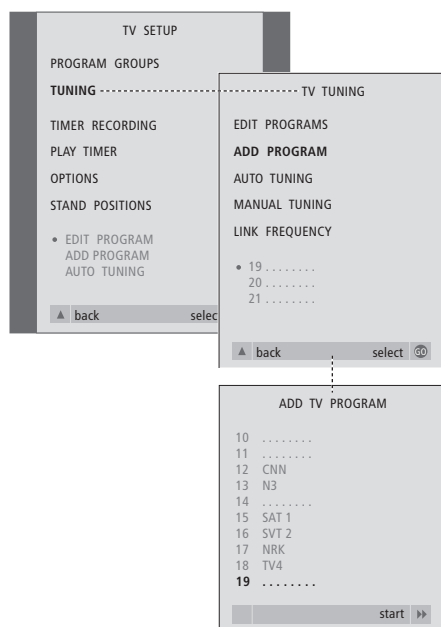 TV SETUP
PROGRAM GROUPS
TUNING
TIMER RECORDING
PLAY TIMER
OPTIONS
STAND POSITIONS
• EDIT PROGRAM
ADD PROGRAM
AUTO TUNING
▲ back selec
TV TUNING
EDIT PROGRAMS
ADD PROGRAM
AUTO TUNING
MANUAL TUNING
LINK FREQUENCY
• 19 ........
20 ........
21 ........
▲ back select GO
ADD TV PROGRAM
10 ........
11 ........
12 CNN
13 N3
14 ........
15 SAT 1
16 SVT 2
17 NRK
18 TV4
19 ........
start ▶▶